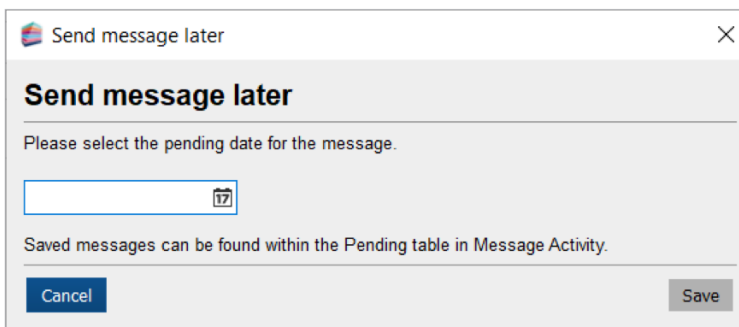 Send message later
Send message later
Please select the pending date for the message.
17
Saved messages can be found within the Pending table in Message Activity.
Cancel
Save